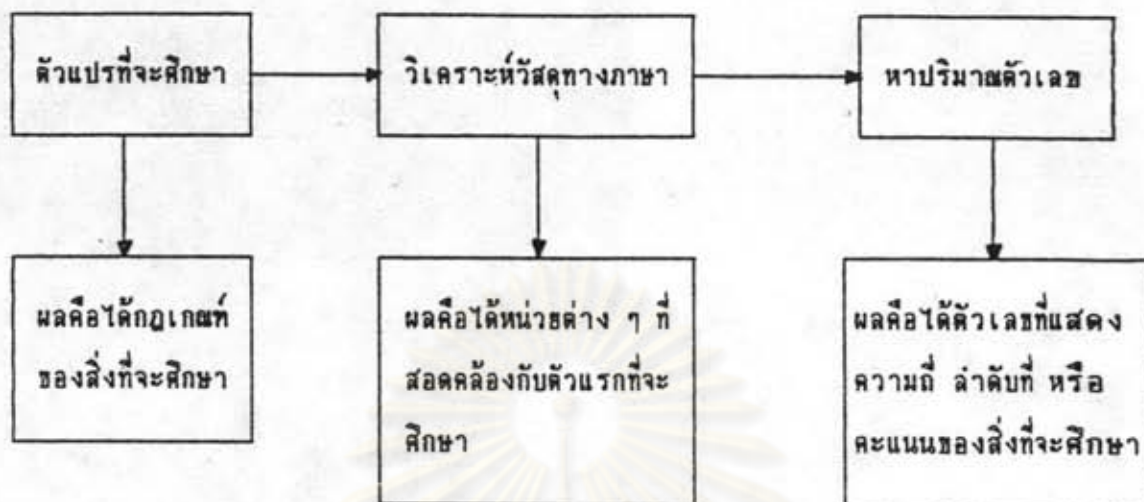 ตัวแปรที่จะศึกษา
วิเคราะห์วัสดุทางภาษา
หาปริมาณตัวเลข
ผลคือได้กฎเกณฑ์
ของสิ่งที่จะศึกษา
ผลคือได้หน่วยต่าง ๆ ที่
สอดคล้องกับตัวแรกที่จะ
ศึกษา
ผลคือได้ตัวเลขที่แสดง
ความถี่ ลำดับที่ หรือ
คะแนนของสิ่งที่จะศึกษา